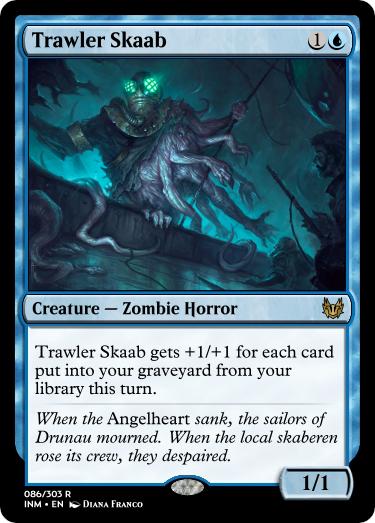 Trawler Skaab 1
Creature — Zombie Horror
Trawler Skaab gets +1/+1 for each card
put into your graveyard from your
library this turn.
When the Angelheart sank, the sailors of
Drunau mourned. When the local skaberen
rose its crew, they despaired.
1/1
086/303 R
INM • EN Diana Franco